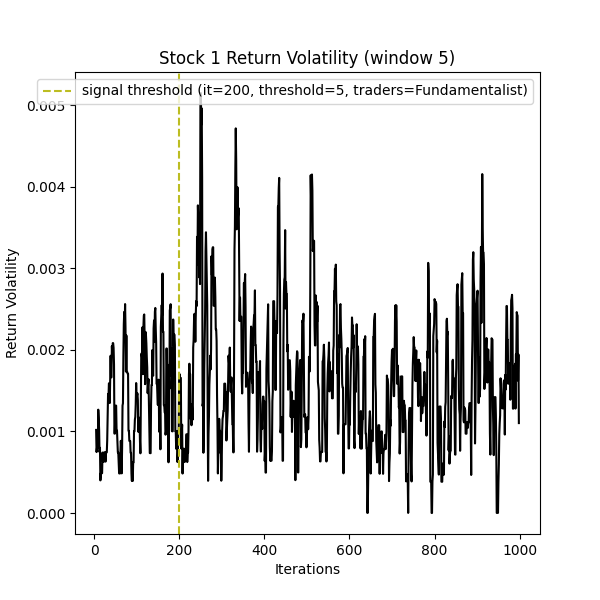 Stock 1 Return Volatility (window 5)
signal threshold (it=200, threshold=5, traders=Fundamentalist)
Return Volatility
0.005
0.004
0.003
0.002
0.001
0.000
0 200 400 600 800 1000
Iterations